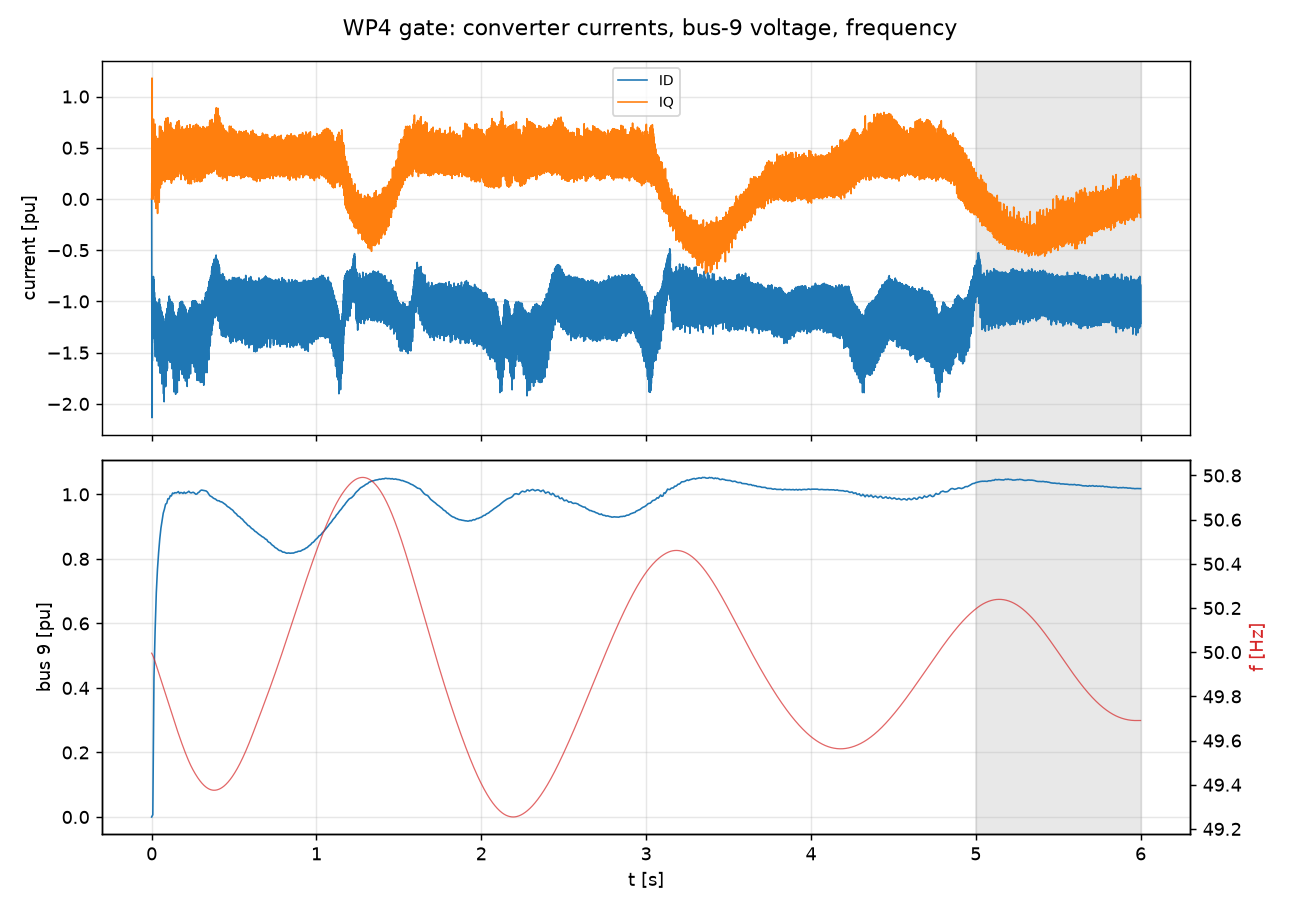 WP4 gate: converter currents, bus-9 voltage, frequency
ID
IQ
current [pu]
1.0
0.5
0.0
−0.5
−1.0
−1.5
−2.0
bus 9 [pu]
1.0
0.8
0.6
0.4
0.2
0.0
50.8
50.6
50.4
50.2
50.0
49.8
49.6
49.4
49.2
f [Hz]
0 1 2 3 4 5 6
t [s]